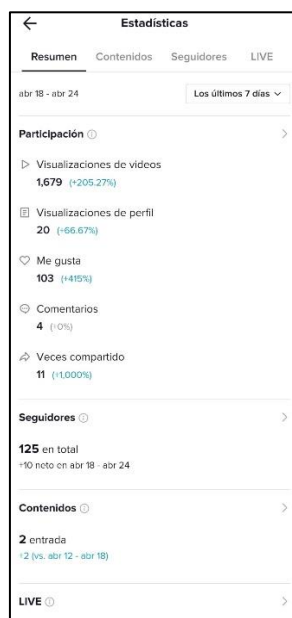 Estadísticas
Resumen Contenidos Seguidores LIVE
abr 18 - abr 24 Los últimos 7 días
Participación
Visualizaciones de videos
1,679 (+205.27%)
Visualizaciones de perfil
20 (+66.67%)
Me gusta
103 (+415%)
Comentarios
4 (+0%)
Veces compartido
11 (+1,000%)
Seguidores
125 en total
+10 neto en abr 18 - abr 24
Contenidos
2 entrada
+2 (vs. abr 12 - abr 18)
LIVE